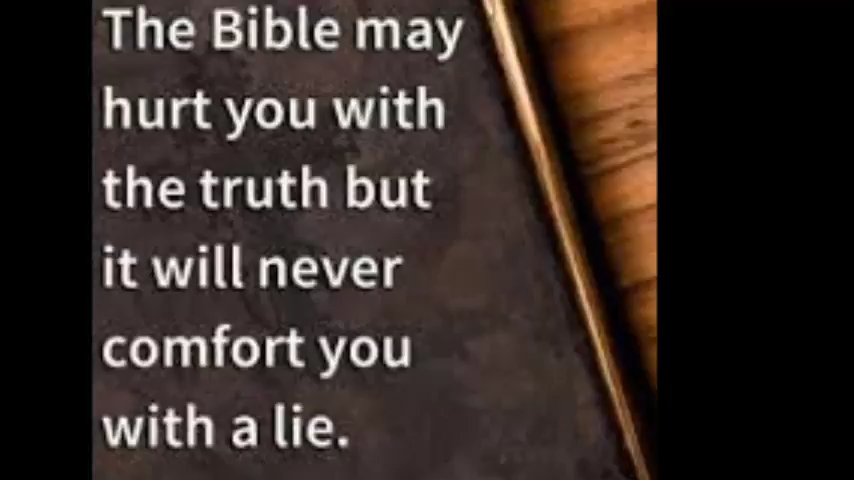 The Bible may
hurt you with
the truth but
it will never
comfort you
with a lie.